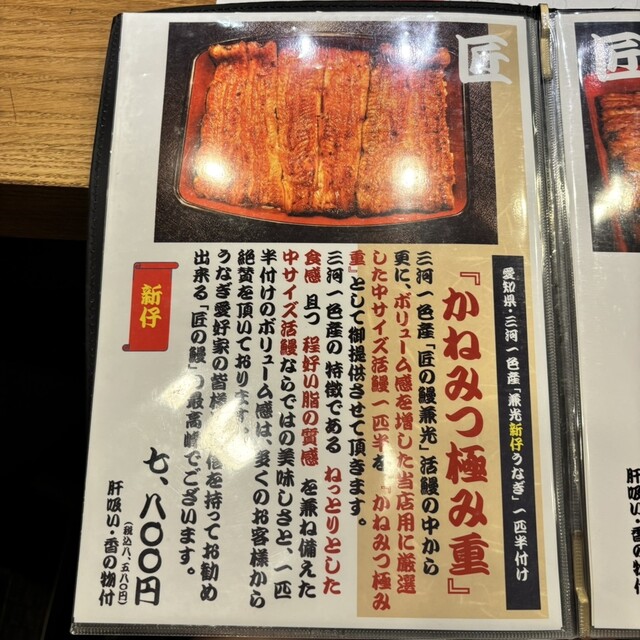 匠
愛知県・三河一色産「兼光新仔うなぎ」一匹半付け
『かねみつ極み重』
三河一色産「匠の鰻兼光」活鰻の中から
更に、ボリューム感を増した当店用に厳選
した中サイズ活鰻一匹半を『かねみつ極み
重』として御提供させて頂きます。
三河一色産の特徴である ねっとりとした
食感 且つ 程好い脂の質感 を兼ね備えた
中サイズ活鰻ならではの美味しさと、一匹
半付けのボリューム感は、多くのお客様から
絶賛を頂いております。
うなぎ愛好家の皆様 信を持ってお勧め
出来る「匠の鰻」の最高峰でございます。
新仔
七、八〇〇円
(税込八、五八〇円)
肝吸い・香の物付
匠
肝吸い・香の物付